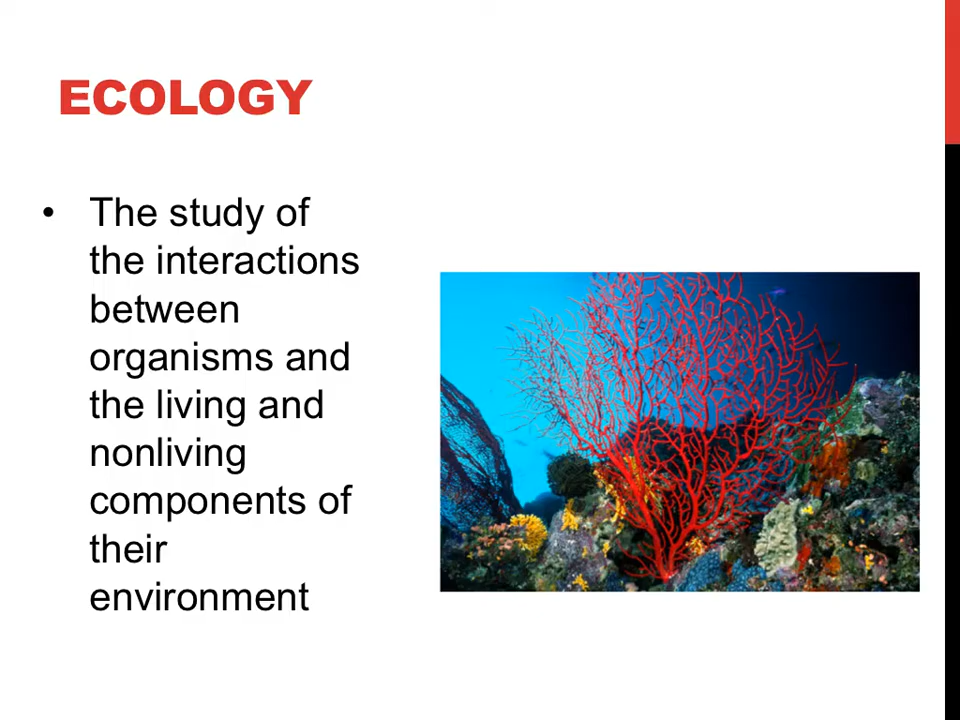 ECOLOGY
• The study of
the interactions
between
organisms and
the living and
nonliving
components of
their
environment